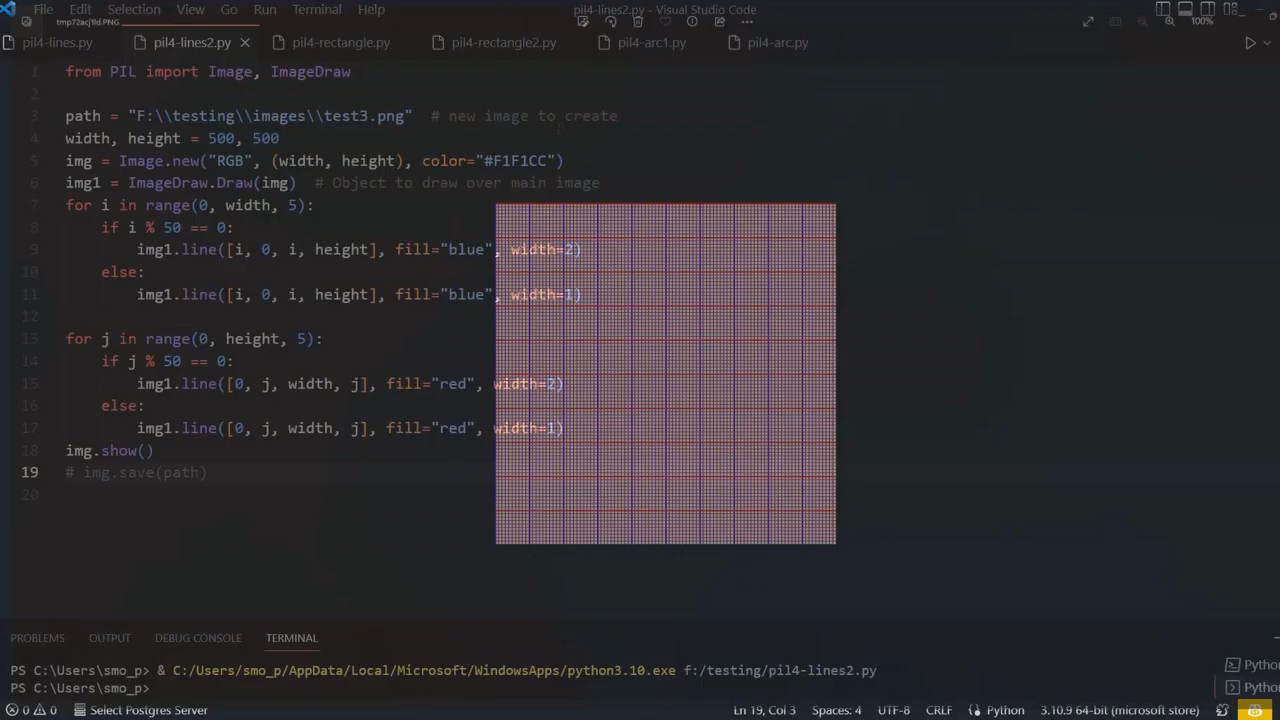 File Edit Selection View Go Run Terminal Help pil4-lines2.py - Visual Studio Code
tmp72acj1ld.PNG 100%
pil4-lines.py pil4-lines2.py pil4-rectangle.py pil4-rectangle2.py pil4-arc1.py pil4-arc.py
1 from PIL import Image, ImageDraw
2
3 path = "F:\\testing\\images\\test3.png" # new image to create
4 width, height = 500, 500
5 img = Image.new("RGB", (width, height), color="#F1F1CC")
6 img1 = ImageDraw.Draw(img) # Object to draw over main image
7 for i in range(0, width, 5):
8 if i % 50 == 0:
9 img1.line([i, 0, i, height], fill="blue", width=2)
10 else:
11 img1.line([i, 0, i, height], fill="blue", width=1)
12
13 for j in range(0, height, 5):
14 if j % 50 == 0:
15 img1.line([0, j, width, j], fill="red", width=2)
16 else:
17 img1.line([0, j, width, j], fill="red", width=1)
18 img.show()
19 # img.save(path)
20
PROBLEMS OUTPUT DEBUG CONSOLE TERMINAL
PS C:\Users\smo_p> & C:/Users/smo_p/AppData/Local/Microsoft/WindowsApps/python3.10.exe f:/testing/pil4-lines2.py
Pytho
PS C:\Users\smo_p>
Pytho
0 0 Select Postgres Server Ln 19, Col 3 Spaces: 4 UTF-8 CRLF Python 3.10.9 64-bit (microsoft store)